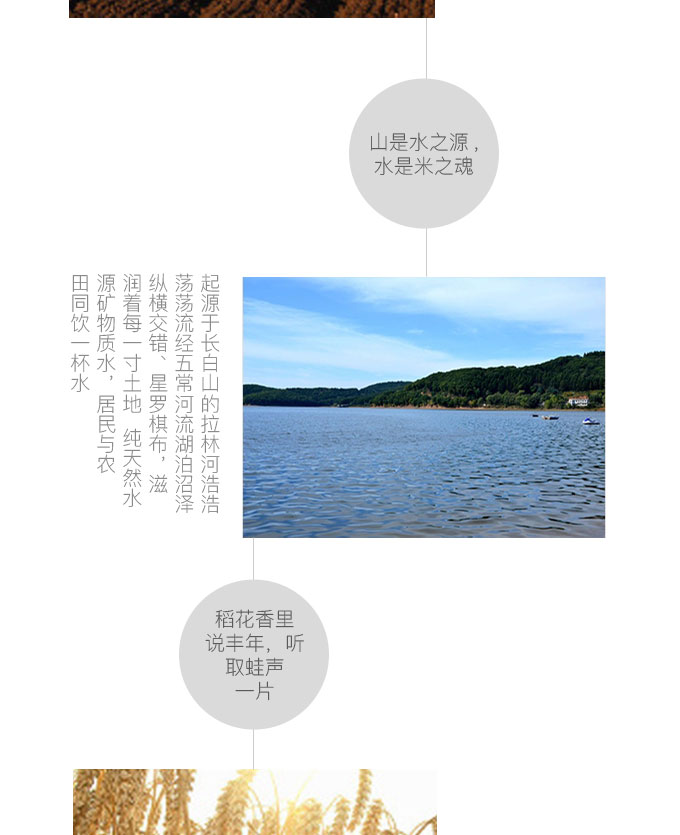 山是水之源，
水是米之魂
起源于长白山的拉林河浩浩
荡荡流经五常河流湖泊沼泽
纵横交错、星罗棋布，滋
润着每一寸土地 纯天然水
源矿物质水，居民与农
田同饮一杯水
稻花香里
说丰年，听
取蛙声
一片